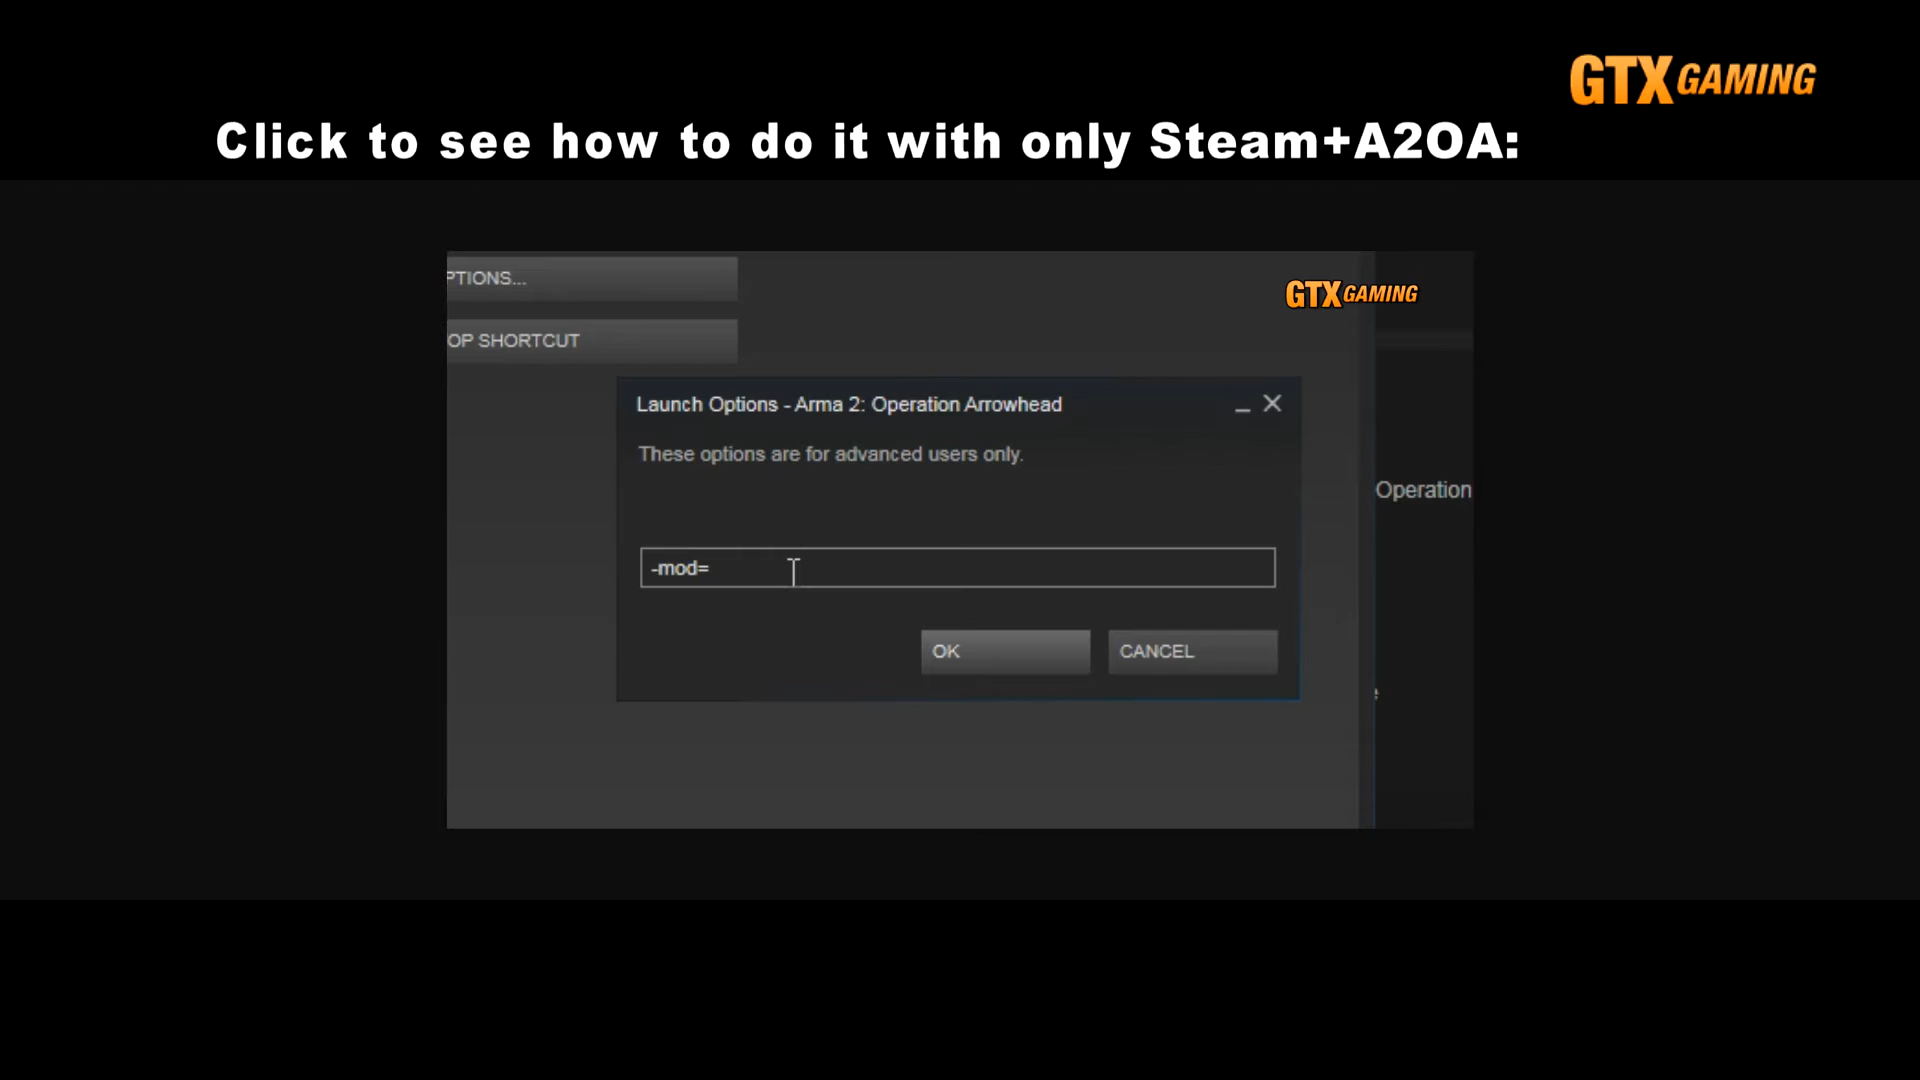 GTX GAMING
Click to see how to do it with only Steam+A2OA:
PTIONS...
GTX GAMING
OP SHORTCUT
Launch Options - Arma 2: Operation Arrowhead
These options are for advanced users only.
Operation
-mod=
OK
CANCEL